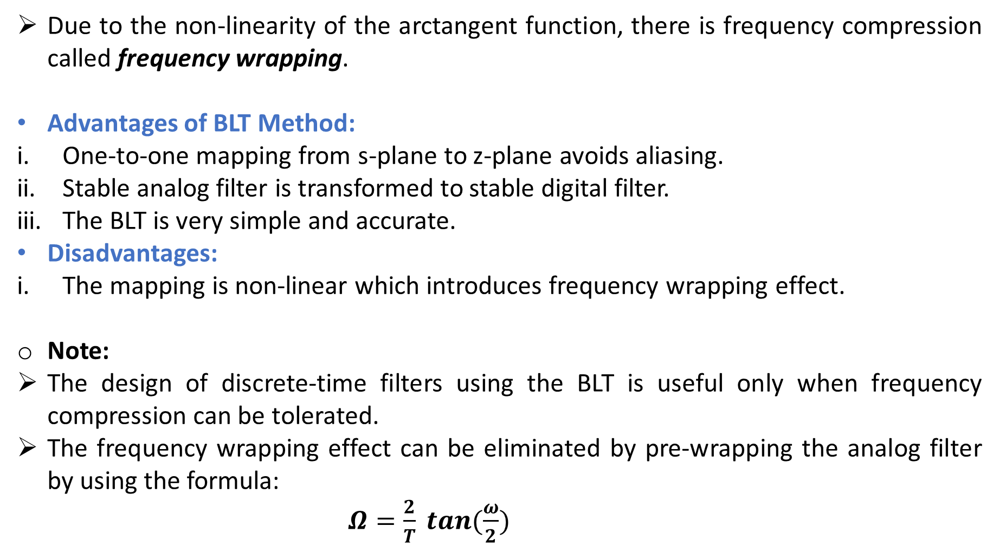 ➢ Due to the non-linearity of the arctangent function, there is frequency compression
called frequency wrapping.
• Advantages of BLT Method:
i. One-to-one mapping from s-plane to z-plane avoids aliasing.
ii. Stable analog filter is transformed to stable digital filter.
iii. The BLT is very simple and accurate.
• Disadvantages:
i. The mapping is non-linear which introduces frequency wrapping effect.
o Note:
➢ The design of discrete-time filters using the BLT is useful only when frequency
compression can be tolerated.
➢ The frequency wrapping effect can be eliminated by pre-wrapping the analog filter
by using the formula:
Ω = 2/T tan(ω/2)